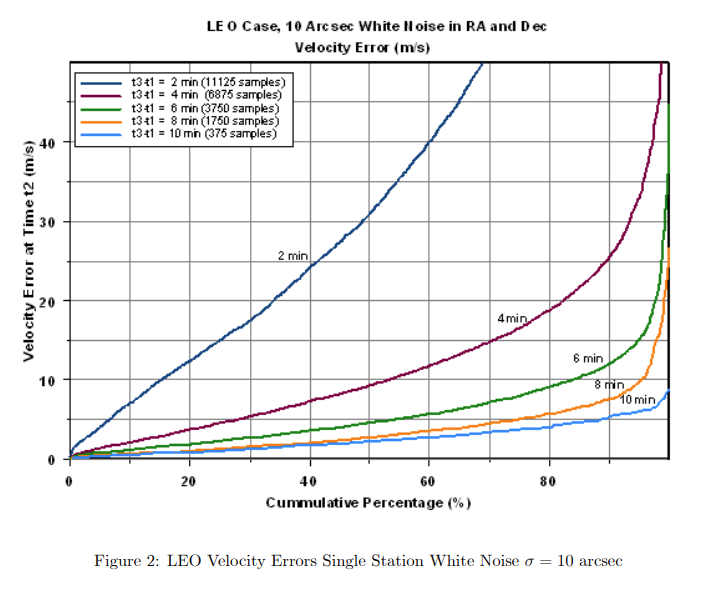 LEO Case, 10 Arcsec White Noise in RA and Dec
Velocity Error (m/s)
t3-t1 = 2 min (11125 samples)
t3-t1 = 4 min (6875 samples)
t3-t1 = 6 min (3750 samples)
t3-t1 = 8 min (1750 samples)
t3-t1 = 10 min (375 samples)
Velocity Error at Time t2 (m/s)
40
30
20
10
0
2 min
4 min
6 min
8 min
10 min
0 20 40 60 80
Cummulative Percentage (%)
Figure 2: LEO Velocity Errors Single Station White Noise σ = 10 arcsec